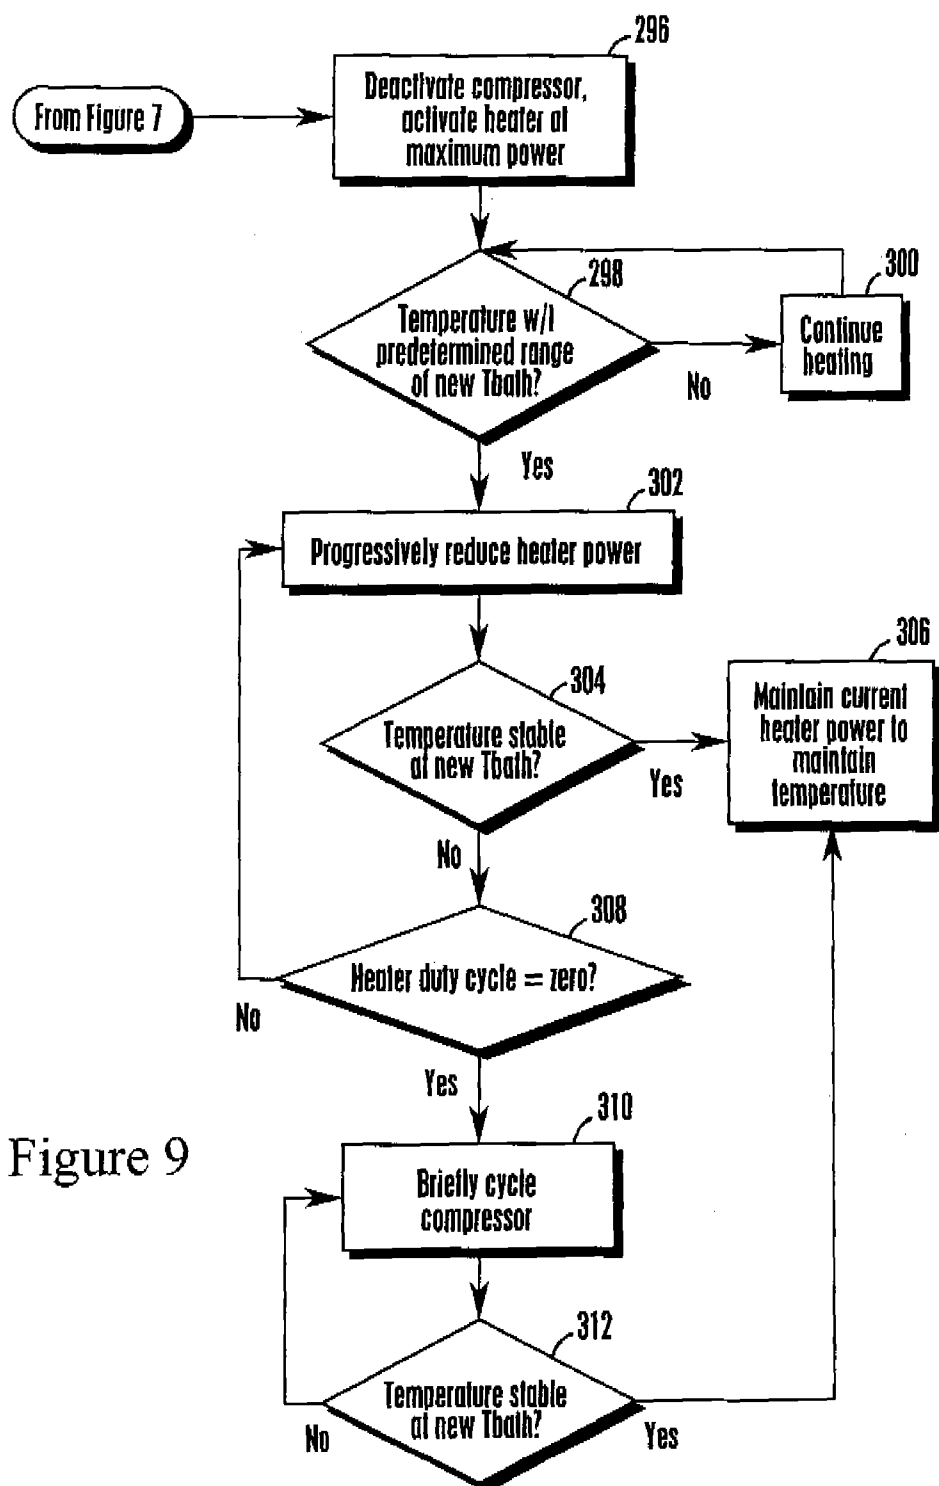 296
From Figure 7
Deactivate compressor,
activate heater at
maximum power
298
Temperature w/i
predetermined range
of new Tbath?
300
Continue
heating
No
Yes
302
Progressively reduce heater power
304
Temperature stable
at new Tbath?
Yes
306
Maintain current
heater power to
maintain
temperature
No
308
Heater duty cycle = zero?
No
Yes
310
Briefly cycle
compressor
Figure 9
312
Temperature stable
at new Tbath?
No
Yes